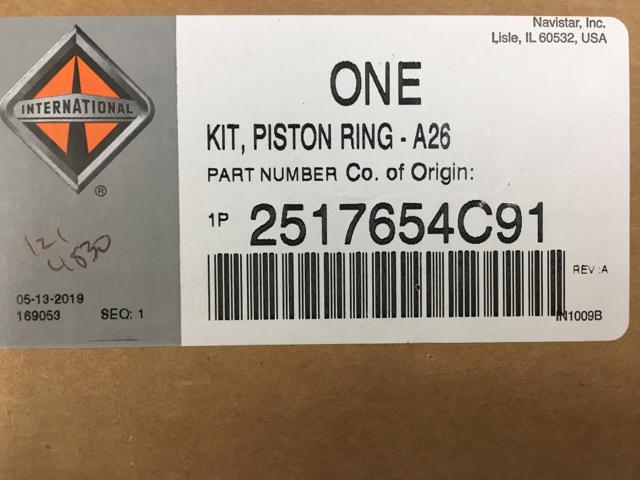 Navistar, Inc.
Lisle, IL 60532, USA
INTERNATIONAL
®
ONE
KIT, PISTON RING - A26
PART NUMBER Co. of Origin:
1P 2517654C91
REV:A
IN1009B
121
4830
05-13-2019
169053 SEQ: 1